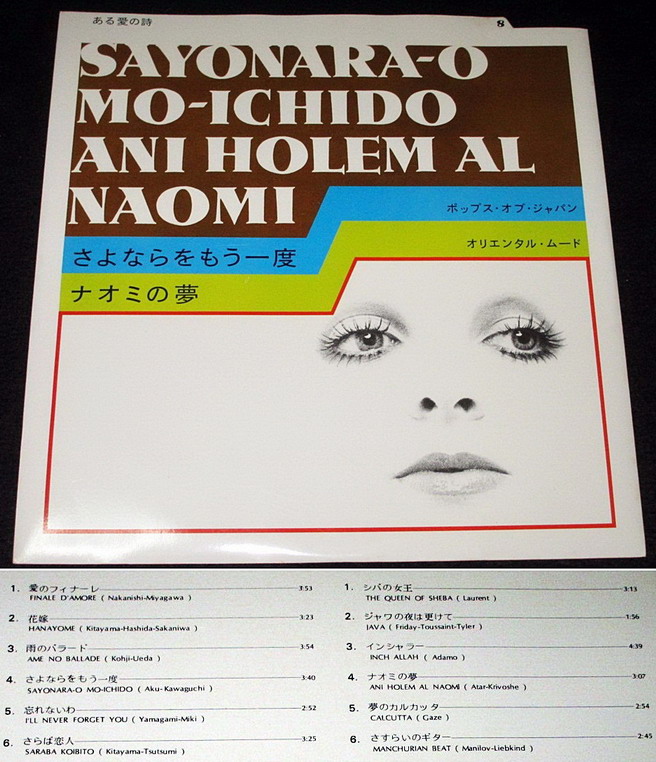 ある愛の詩
8
SAYONARA-O
MO-ICHIDO
ANI HOLEM AL
NAOMI
ポップス・オブ・ジャパン
さよならをもう一度
オリエンタル・ムード
ナオミの夢
1. 愛のフィナーレ 3:53
FINALE D'AMORE ( Nakanishi-Miyagawa )
2. 花嫁 3:23
HANAYOME ( Kitayama-Hashida-Sakaniwa )
3. 雨のバラード 3:54
AME NO BALLADE ( Kohji-Ueda )
4. さよならをもう一度 3:40
SAYONARA-O MO-ICHIDO ( Aku-Kawaguchi )
5. 忘れないわ 2:52
I'LL NEVER FORGET YOU ( Yamagami-Miki )
6. さらば恋人 3:25
SARABA KOIBITO ( Kitayama-Tsutsumi )
1. シバの女王 3:13
THE QUEEN OF SHEBA ( Laurent )
2. ジャワの夜は更けて 1:56
JAVA ( Friday-Toussaint-Tyler )
3. インシャラー 4:39
INCH ALLAH ( Adamo )
4. ナオミの夢 3:07
ANI HOLEM AL NAOMI ( Atar-Krivoshe )
5. 夢のカルカッタ 2:54
CALCUTTA ( Gaze )
6. さすらいのギター 2:45
MANCHURIAN BEAT ( Manilov-Liebkind )